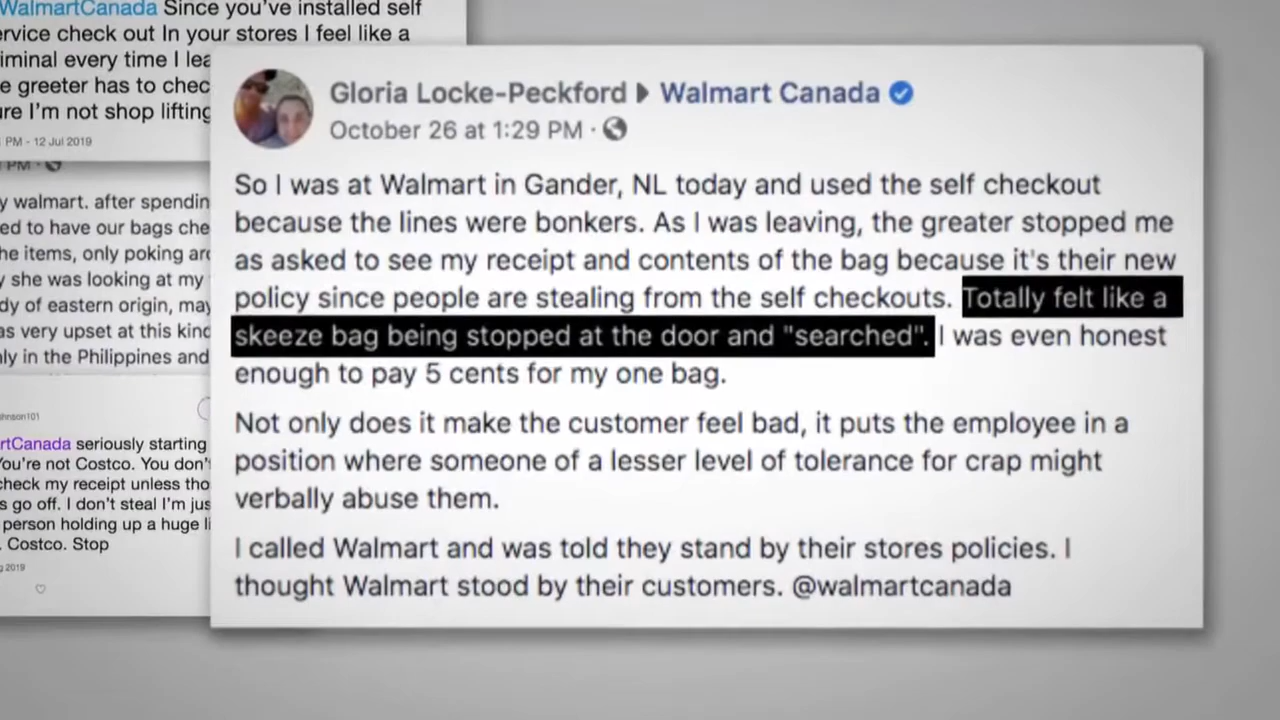 WalmartCanada Since you've installed self
ervice check out In your stores I feel like a
iminal every time I lea
e greeter has to chec
ure I'm not shop lifting
PM - 12 Jul 2019
PM
y walmart. after spendin
ed to have our bags che
he items, only poking arc
y she was looking at my
dy of eastern origin, may
as very upset at this kind
nly in the Philippines and
hnson101
rtCanada seriously starting
You're not Costco. You don't
check my receipt unless tho
s go off. I don't steal I'm jus
person holding up a huge li
. Costco. Stop
g 2019
Gloria Locke-Peckford ▶ Walmart Canada
October 26 at 1:29 PM ·
So I was at Walmart in Gander, NL today and used the self checkout
because the lines were bonkers. As I was leaving, the greater stopped me
as asked to see my receipt and contents of the bag because it's their new
policy since people are stealing from the self checkouts. Totally felt like a
skeeze bag being stopped at the door and "searched". I was even honest
enough to pay 5 cents for my one bag.
Not only does it make the customer feel bad, it puts the employee in a
position where someone of a lesser level of tolerance for crap might
verbally abuse them.
I called Walmart and was told they stand by their stores policies. I
thought Walmart stood by their customers. @walmartcanada